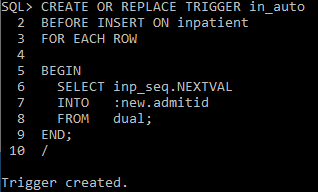 SQL> CREATE OR REPLACE TRIGGER in_auto
2 BEFORE INSERT ON inpatient
3 FOR EACH ROW
4
5 BEGIN
6 SELECT inp_seq.NEXTVAL
7 INTO :new.admitid
8 FROM dual;
9 END;
10 /
Trigger created.